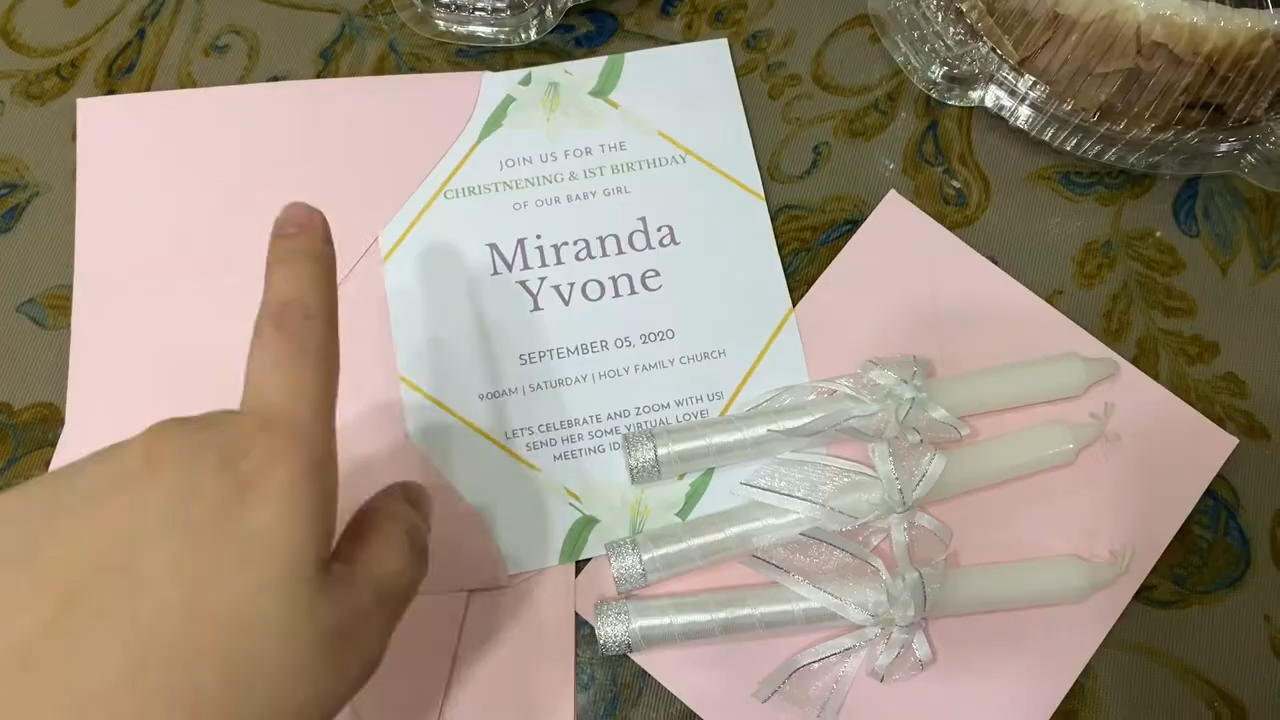 JOIN US FOR THE
CHRISTNENING & 1ST BIRTHDAY
OF OUR BABY GIRL
Miranda
Yvone
SEPTEMBER 05, 2020
9:00AM | SATURDAY | HOLY FAMILY CHURCH
LET'S CELEBRATE AND ZOOM WITH US!
SEND HER SOME VIRTUAL LOVE!
MEETING ID